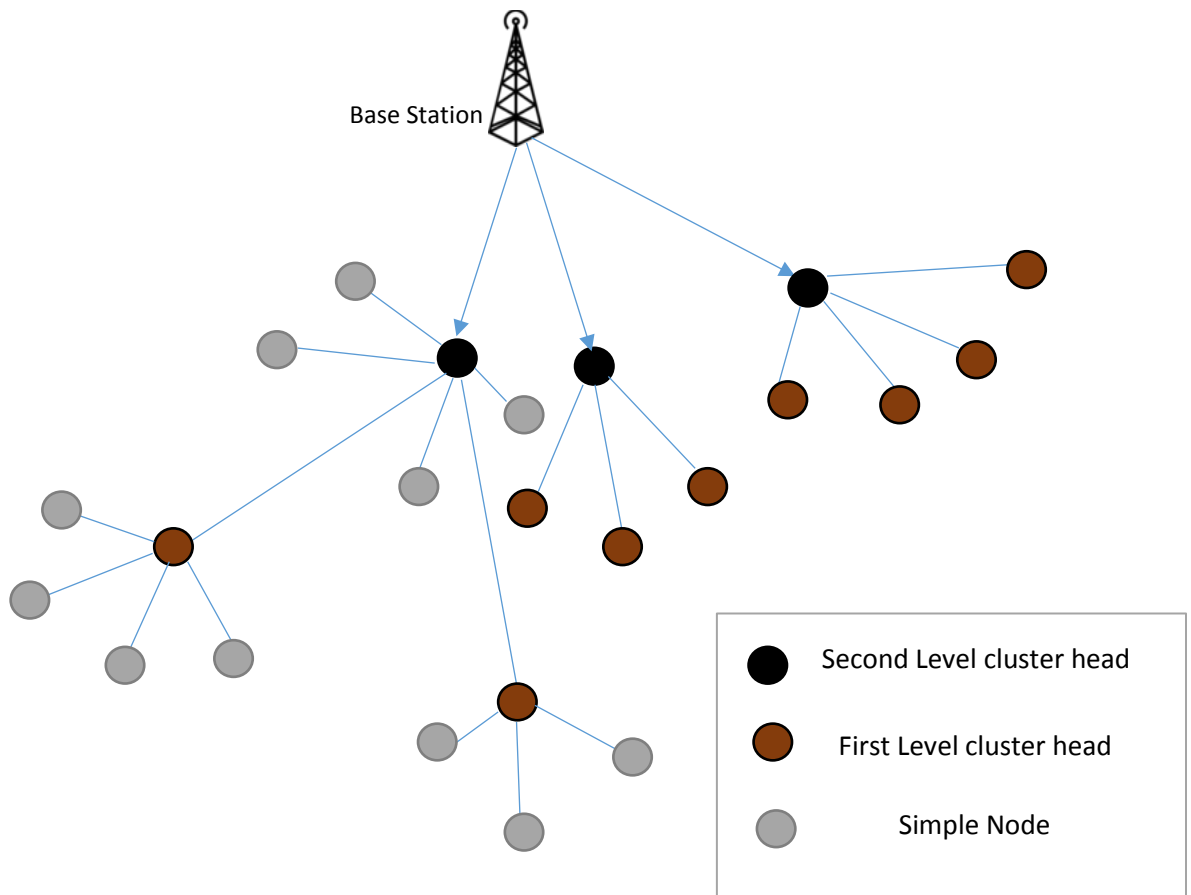 Base Station
Second Level cluster head
First Level cluster head
Simple Node